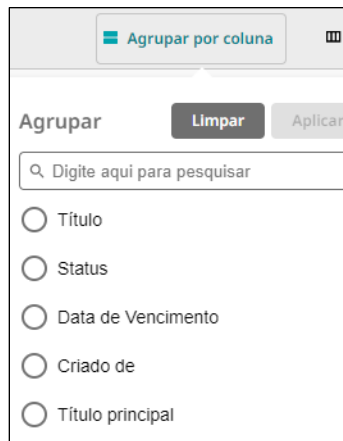 Agrupar por coluna
Agrupar Limpar Aplicar
Digite aqui para pesquisar
Título
Status
Data de Vencimento
Criado de
Título principal